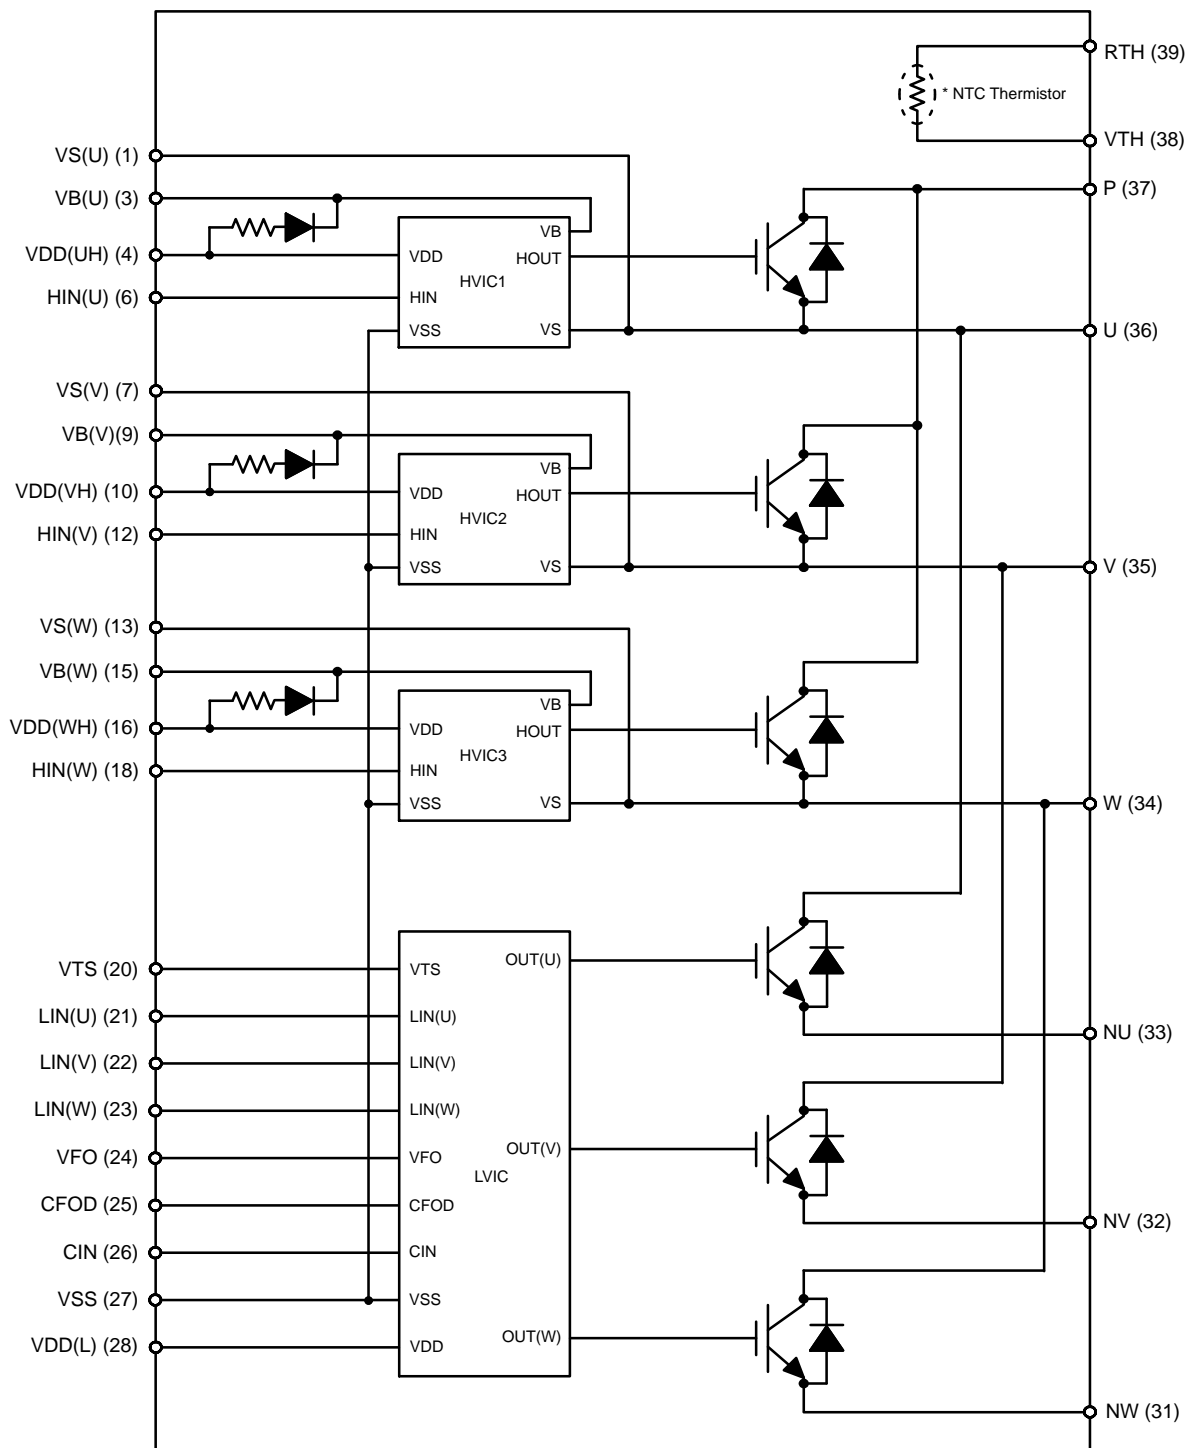 RTH (39)
* NTC Thermistor
VTH (38)
VS(U) (1)
P (37)
VB(U) (3)
VB
VDD(UH) (4)
VDD
HOUT
HVIC1
HIN(U) (6)
HIN
VSS
VS
U (36)
VS(V) (7)
VB(V)(9)
VB
VDD(VH) (10)
VDD
HOUT
HVIC2
HIN(V) (12)
HIN
VSS
VS
V (35)
VS(W) (13)
VB(W) (15)
VB
VDD(WH) (16)
VDD
HOUT
HVIC3
HIN(W) (18)
HIN
VSS
VS
W (34)
VTS (20)
VTS
OUT(U)
LIN(U) (21)
LIN(U)
NU (33)
LIN(V) (22)
LIN(V)
LIN(W) (23)
LIN(W)
VFO (24)
VFO
OUT(V)
LVIC
CFOD (25)
CFOD
NV (32)
CIN (26)
CIN
VSS (27)
VSS
VDD(L) (28)
VDD
OUT(W)
NW (31)